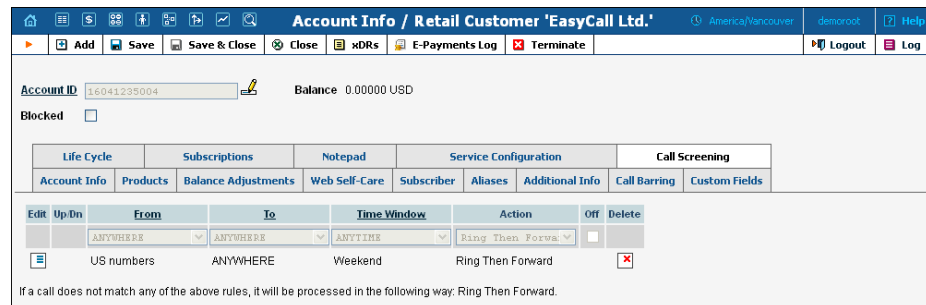 Account Info / Retail Customer 'EasyCall Ltd.' America/Vancouver demoroot ? Help
Add Save Save & Close Close xDRs E-Payments Log Terminate Logout Log
Account ID 16041235004 Balance 0.00000 USD
Blocked
Life Cycle Subscriptions Notepad Service Configuration Call Screening
Account Info Products Balance Adjustments Web Self-Care Subscriber Aliases Additional Info Call Barring Custom Fields
Edit Up/Dn From To Time Window Action Off Delete
ANYWHERE ANYWHERE ANYTIME Ring Then Forwa
US numbers ANYWHERE Weekend Ring Then Forward
If a call does not match any of the above rules, it will be processed in the following way: Ring Then Forward.